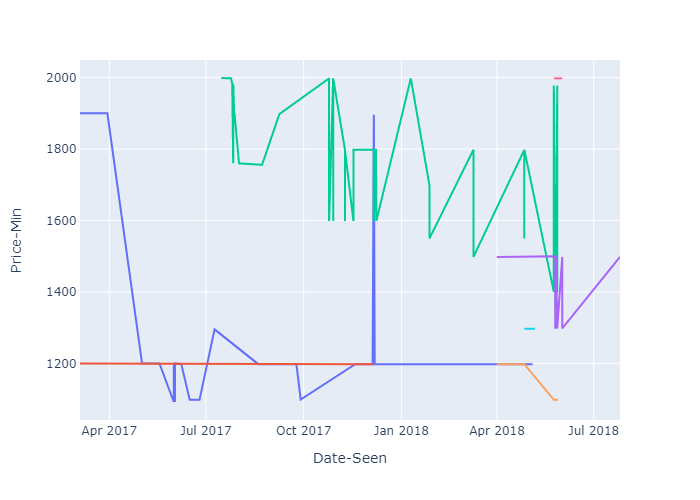 2000
1800
1600
1400
1200
Price-Min
Apr 2017
Jul 2017
Oct 2017
Jan 2018
Apr 2018
Jul 2018
Date-Seen